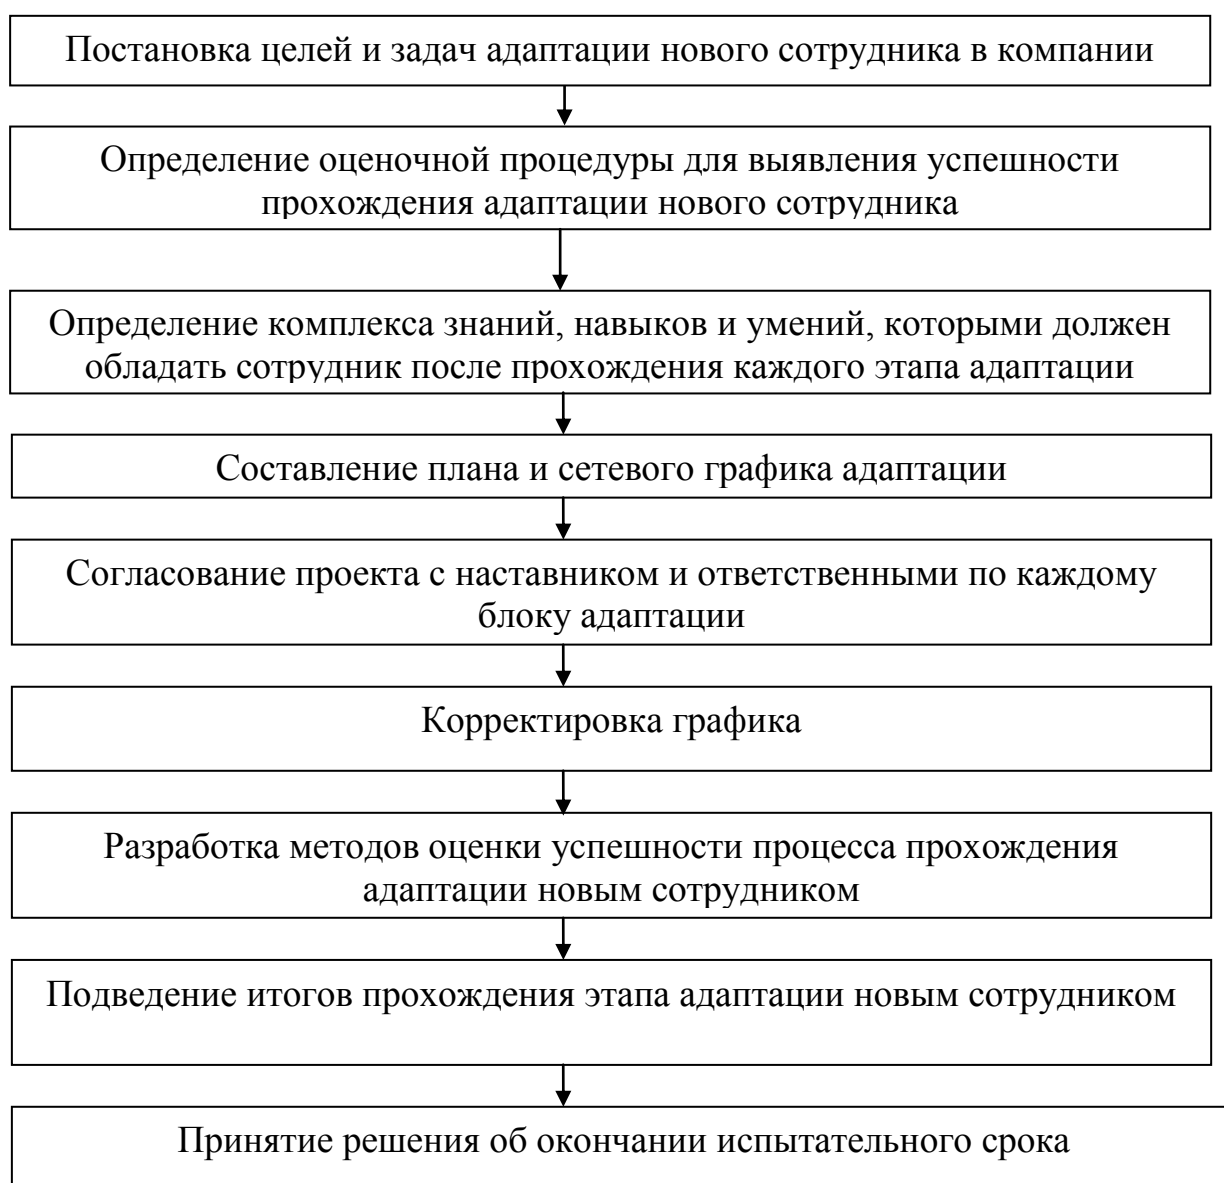 Постановка целей и задач адаптации нового сотрудника в компании
Определение оценочной процедуры для выявления успешности
прохождения адаптации нового сотрудника
Определение комплекса знаний, навыков и умений, которыми должен
обладать сотрудник после прохождения каждого этапа адаптации
Составление плана и сетевого графика адаптации
Согласование проекта с наставником и ответственными по каждому
блоку адаптации
Корректировка графика
Разработка методов оценки успешности процесса прохождения
адаптации новым сотрудником
Подведение итогов прохождения этапа адаптации новым сотрудником
Принятие решения об окончании испытательного срока